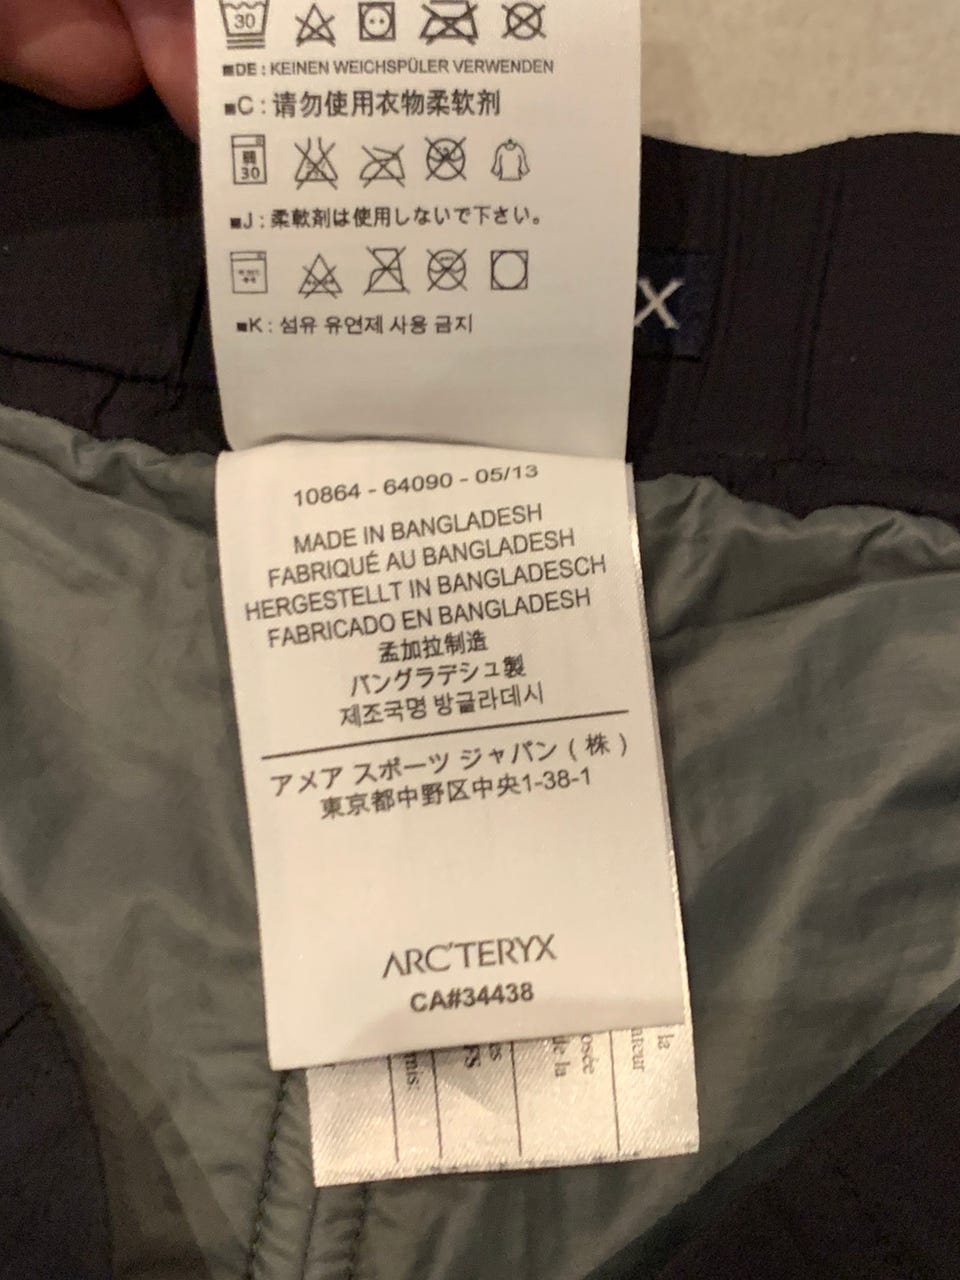 30
■DE : KEINEN WEICHSPÜLER VERWENDEN
■C : 请勿使用衣物柔软剂
30
■J : 柔軟剤は使用しないで下さい。
■K : 섬유 유연제 사용 금지
X
10864 - 64090 - 05/13
MADE IN BANGLADESH
FABRIQUÉ AU BANGLADESH
HERGESTELLT IN BANGLADESCH
FABRICADO EN BANGLADESH
孟加拉制造
バングラデシュ製
제조국명 방글라데시
アメア スポーツ ジャパン ( 株 )
東京都中野区中央1-38-1
ARC'TERYX
CA#34438
la
de la